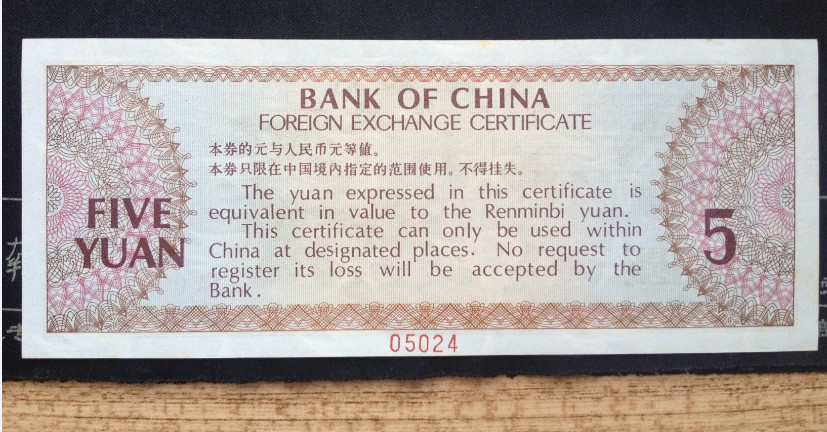 BANK OF CHINA
FOREIGN EXCHANGE CERTIFICATE
本券的元与人民币元等值。
本券只限在中国境内指定的范围使用。不得挂失。
The yuan expressed in this certificate is
equivalent in value to the Renminbi yuan.
This certificate can only be used within
China at designated places. No request to
register its loss will be accepted by the
Bank.
FIVE
YUAN
5
05024